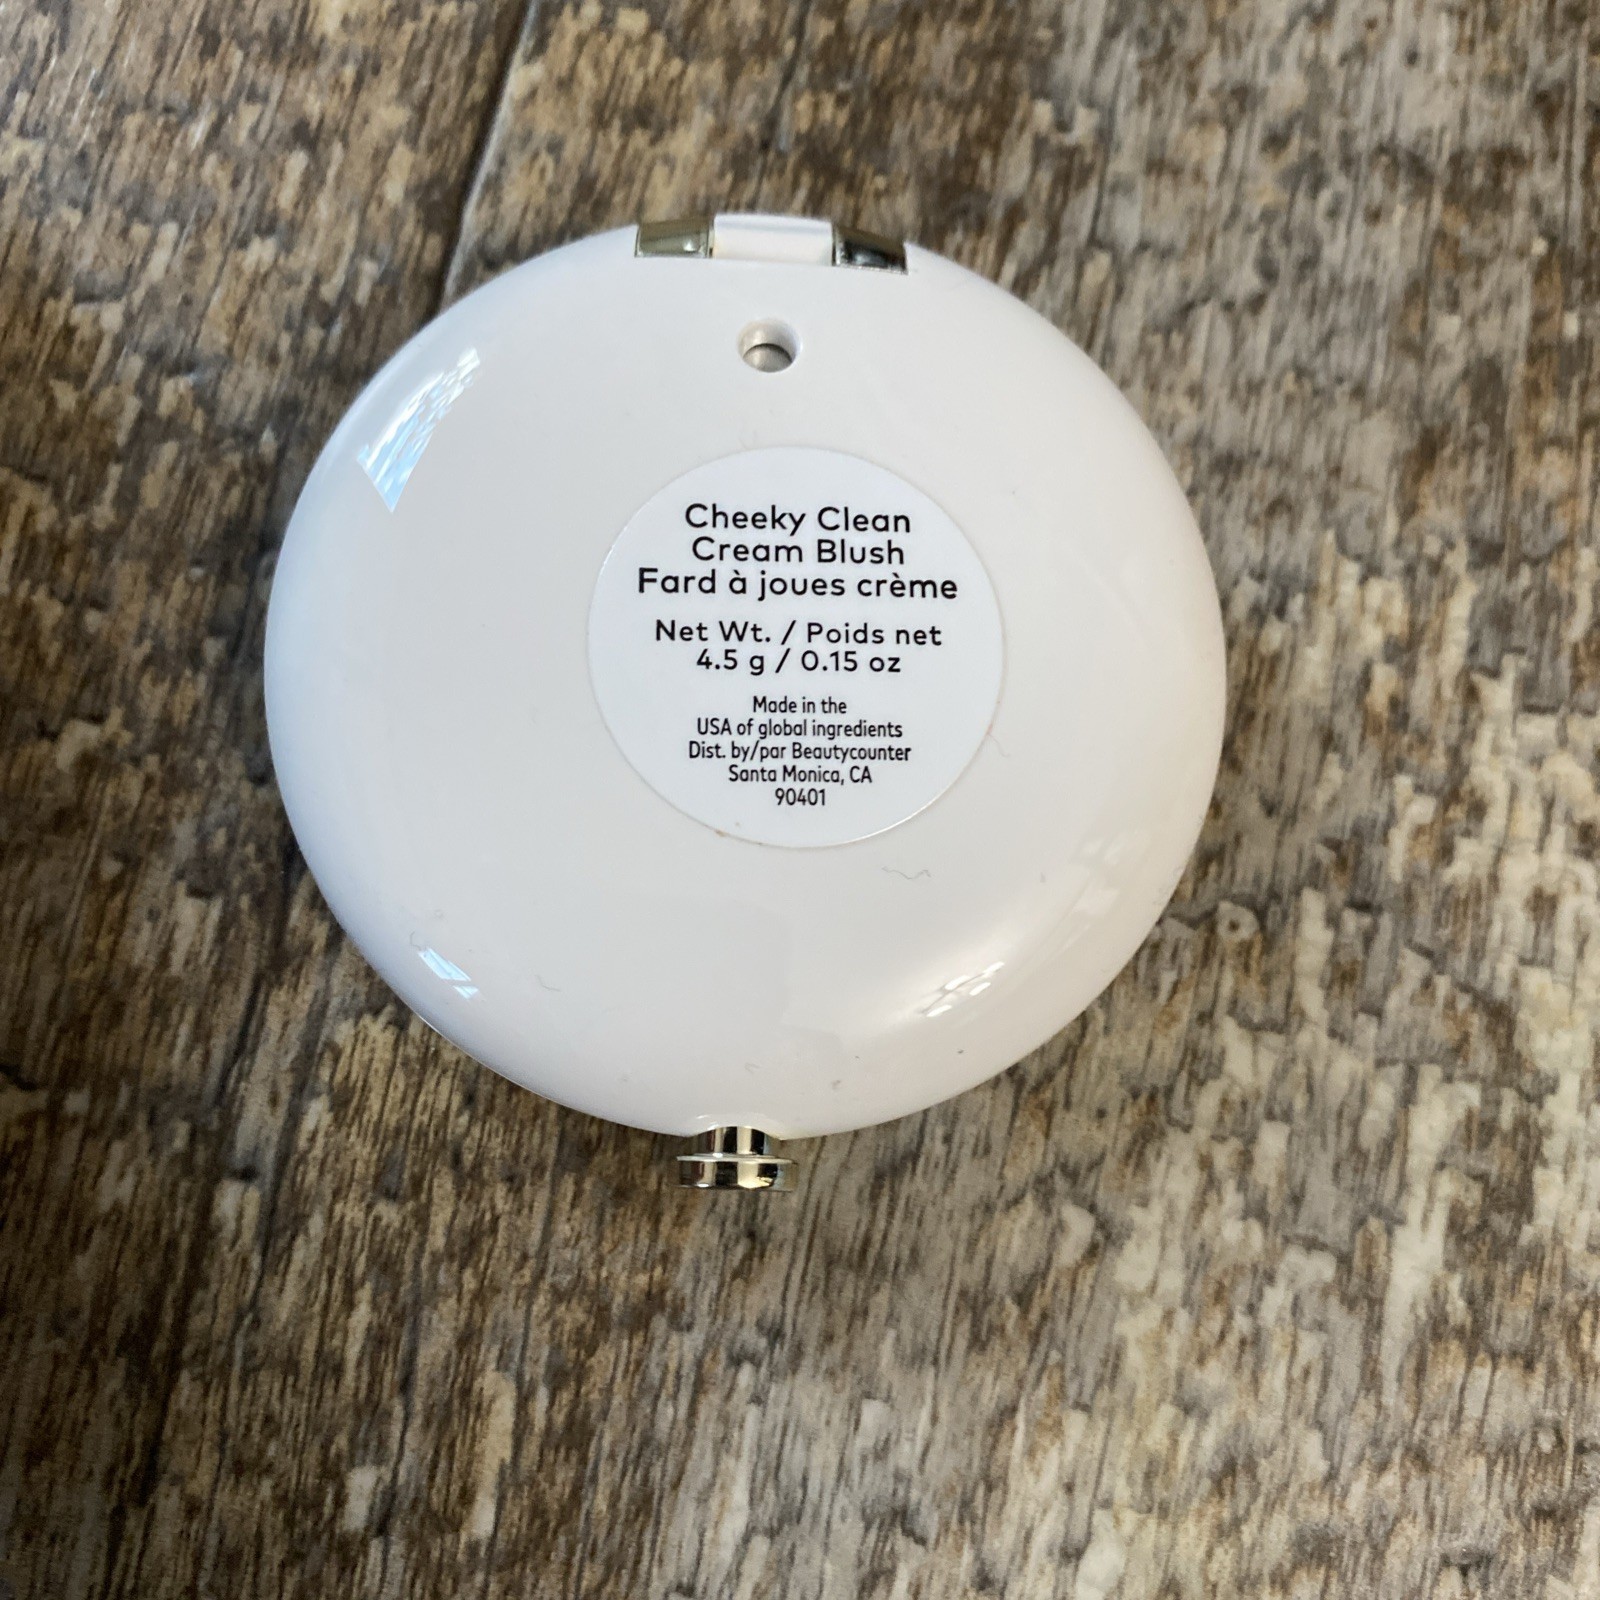 Cheeky Clean
Cream Blush
Fard à joues crème
Net Wt. / Poids net
4.5 g / 0.15 oz
Made in the
USA of global ingredients
Dist. by/par Beautycounter
Santa Monica, CA
90401